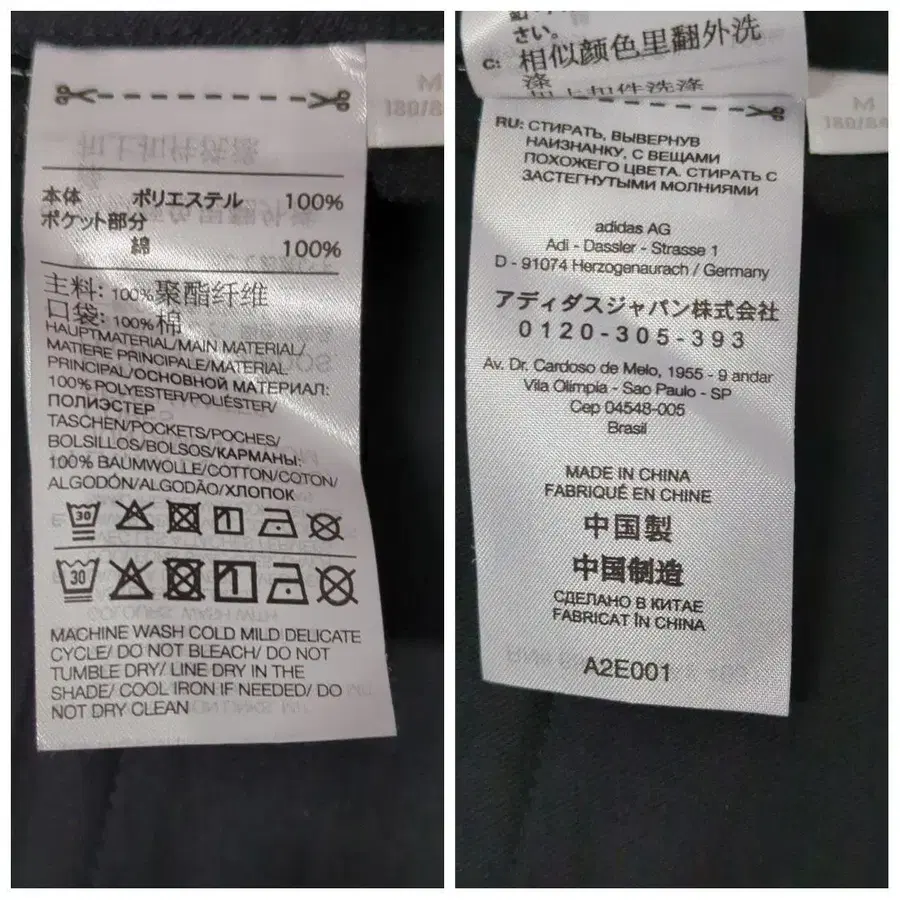 本体 ポリエステル 100%
ポケット部分
綿 100%
主料: 100%聚酯纤维
口袋: 100%棉
HAUPTMATERIAL/MAIN MATERIAL/
MATIERE PRINCIPALE/MATERIAL
PRINCIPAL/ОСНОВНОЙ МАТЕРИАЛ:
100% POLYESTER/POLIÉSTER/
ПОЛИЭСТЕР
TASCHEN/POCKETS/POCHES/
BOLSILLOS/BOLSOS/КАРМАНЫ:
100% BAUMWOLLE/COTTON/COTON/
ALGODÓN/ALGODÃO/ХЛОПОК
30
30
MACHINE WASH COLD MILD DELICATE
CYCLE/ DO NOT BLEACH/ DO NOT
TUMBLE DRY/ LINE DRY IN THE
SHADE/ COOL IRON IF NEEDED/ DO
NOT DRY CLEAN
さい。
C: 相似颜色里翻外洗
涤
扣上扣件洗涤
RU: СТИРАТЬ, ВЫВЕРНУВ
НАИЗНАНКУ, С ВЕЩАМИ
ПОХОЖЕГО ЦВЕТА. СТИРАТЬ С
ЗАСТЕГНУТЫМИ МОЛНИЯМИ
adidas AG
Adi - Dassler - Strasse 1
D - 91074 Herzogenaurach / Germany
アディダスジャパン株式会社
0120-305-393
Av. Dr. Cardoso de Melo, 1955 - 9 andar
Vila Olímpia - Sao Paulo - SP
Cep 04548-005
Brasil
MADE IN CHINA
FABRIQUÉ EN CHINE
中国製
中国制造
СДЕЛАНО В КИТАЕ
FABRICAT ÎN CHINA
A2E001